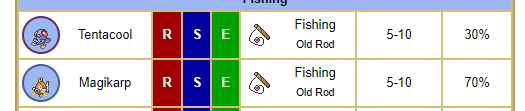 Fishing
Tentacool R S E Fishing 5-10 30%
Old Rod
Magikarp R S E Fishing 5-10 70%
Old Rod